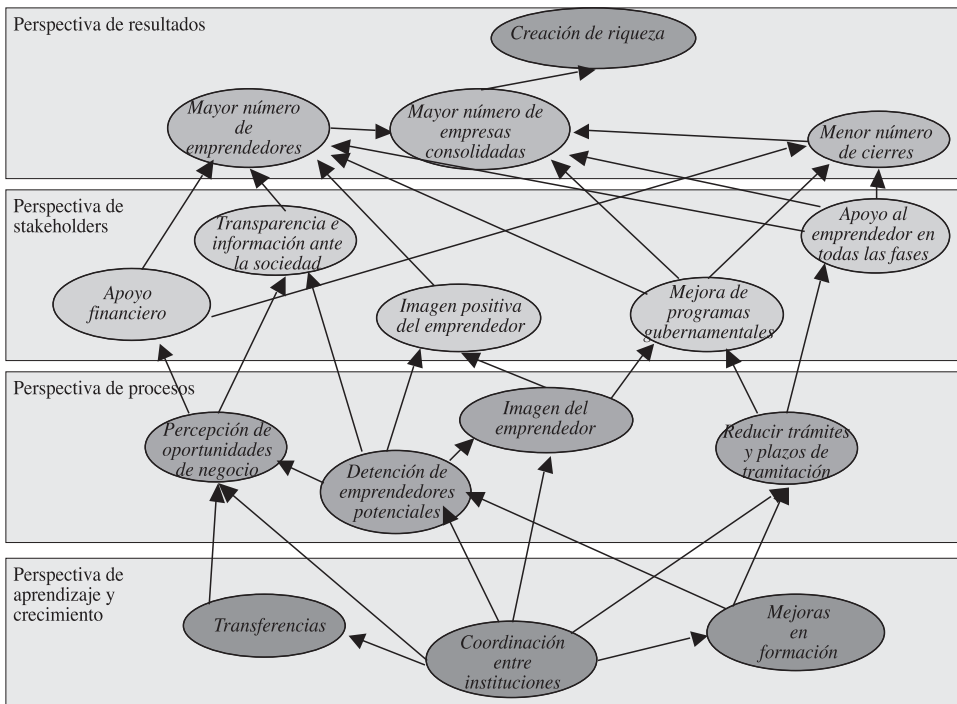 Perspectiva de resultados
Creación de riqueza
Mayor número
de
emprendedores
Mayor número de
empresas
consolidadas
Menor número
de cierres
Perspectiva de
stakeholders
Transparencia e
información ante
la sociedad
Apoyo al
emprendedor en
todas las fases
Apoyo
financiero
Imagen positiva
del emprendedor
Mejora de
programas
gubernamentales
Perspectiva de procesos
Percepción de
oportunidades
de negocio
Imagen del
emprendedor
Reducir trámites
y plazos de
tramitación
Detención de
emprendedores
potenciales
Perspectiva de
aprendizaje y
crecimiento
Transferencias
Coordinación
entre
instituciones
Mejoras
en
formación